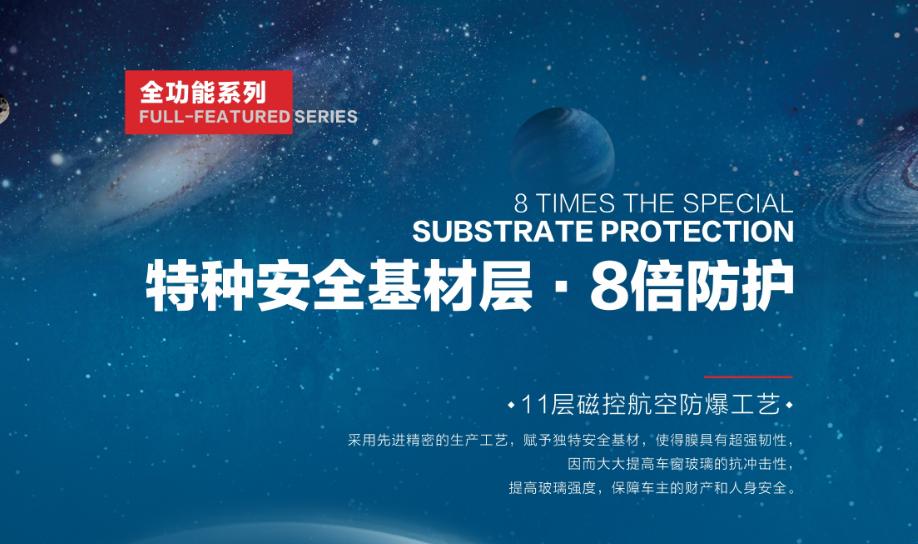 全功能系列
FULL-FEATURED SERIES
8 TIMES THE SPECIAL
SUBSTRATE PROTECTION
特种安全基材层·8倍防护
11层磁控航空防爆工艺
采用先进精密的生产工艺，赋予独特安全基材，使得膜具有超强韧性，
因而大大提高车窗玻璃的抗冲击性，
提高玻璃强度，保障车主的财产和人身安全。